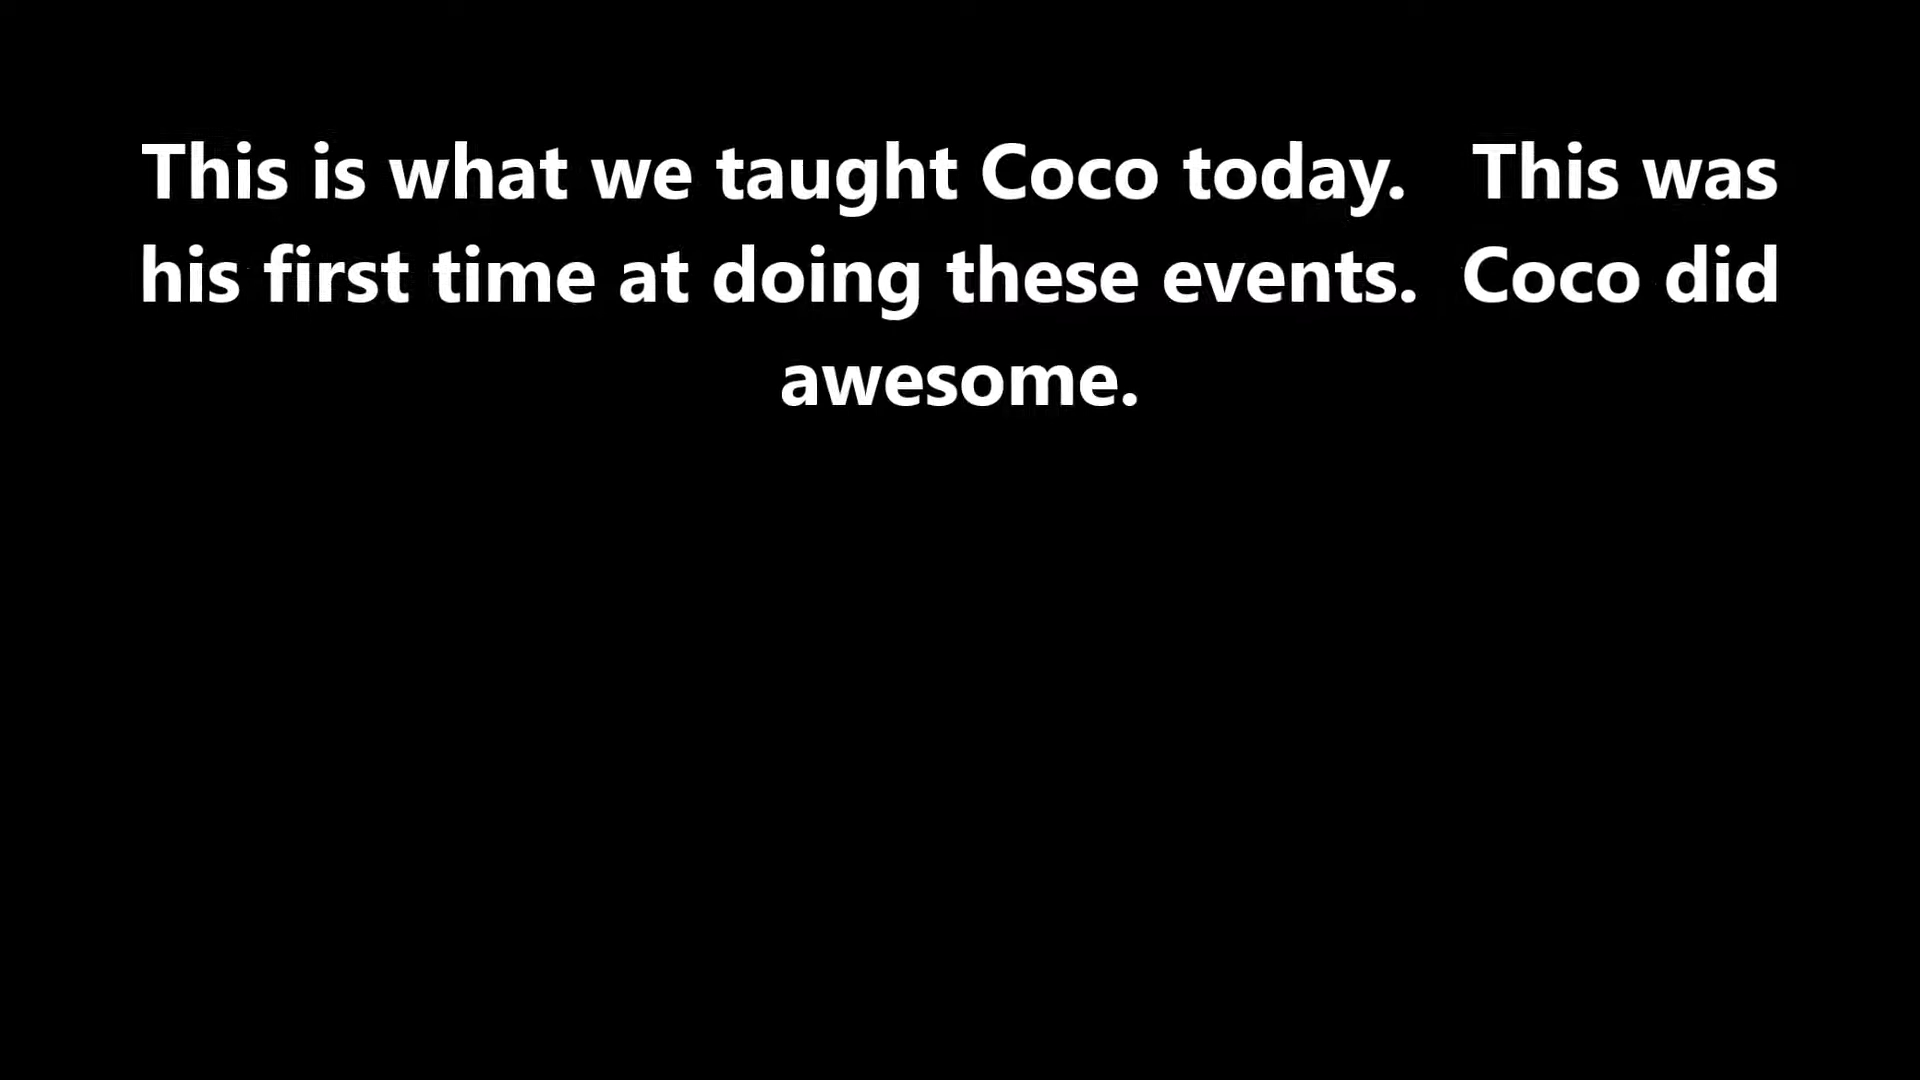 This is what we taught Coco today.   This was
his first time at doing these events.  Coco did
awesome.